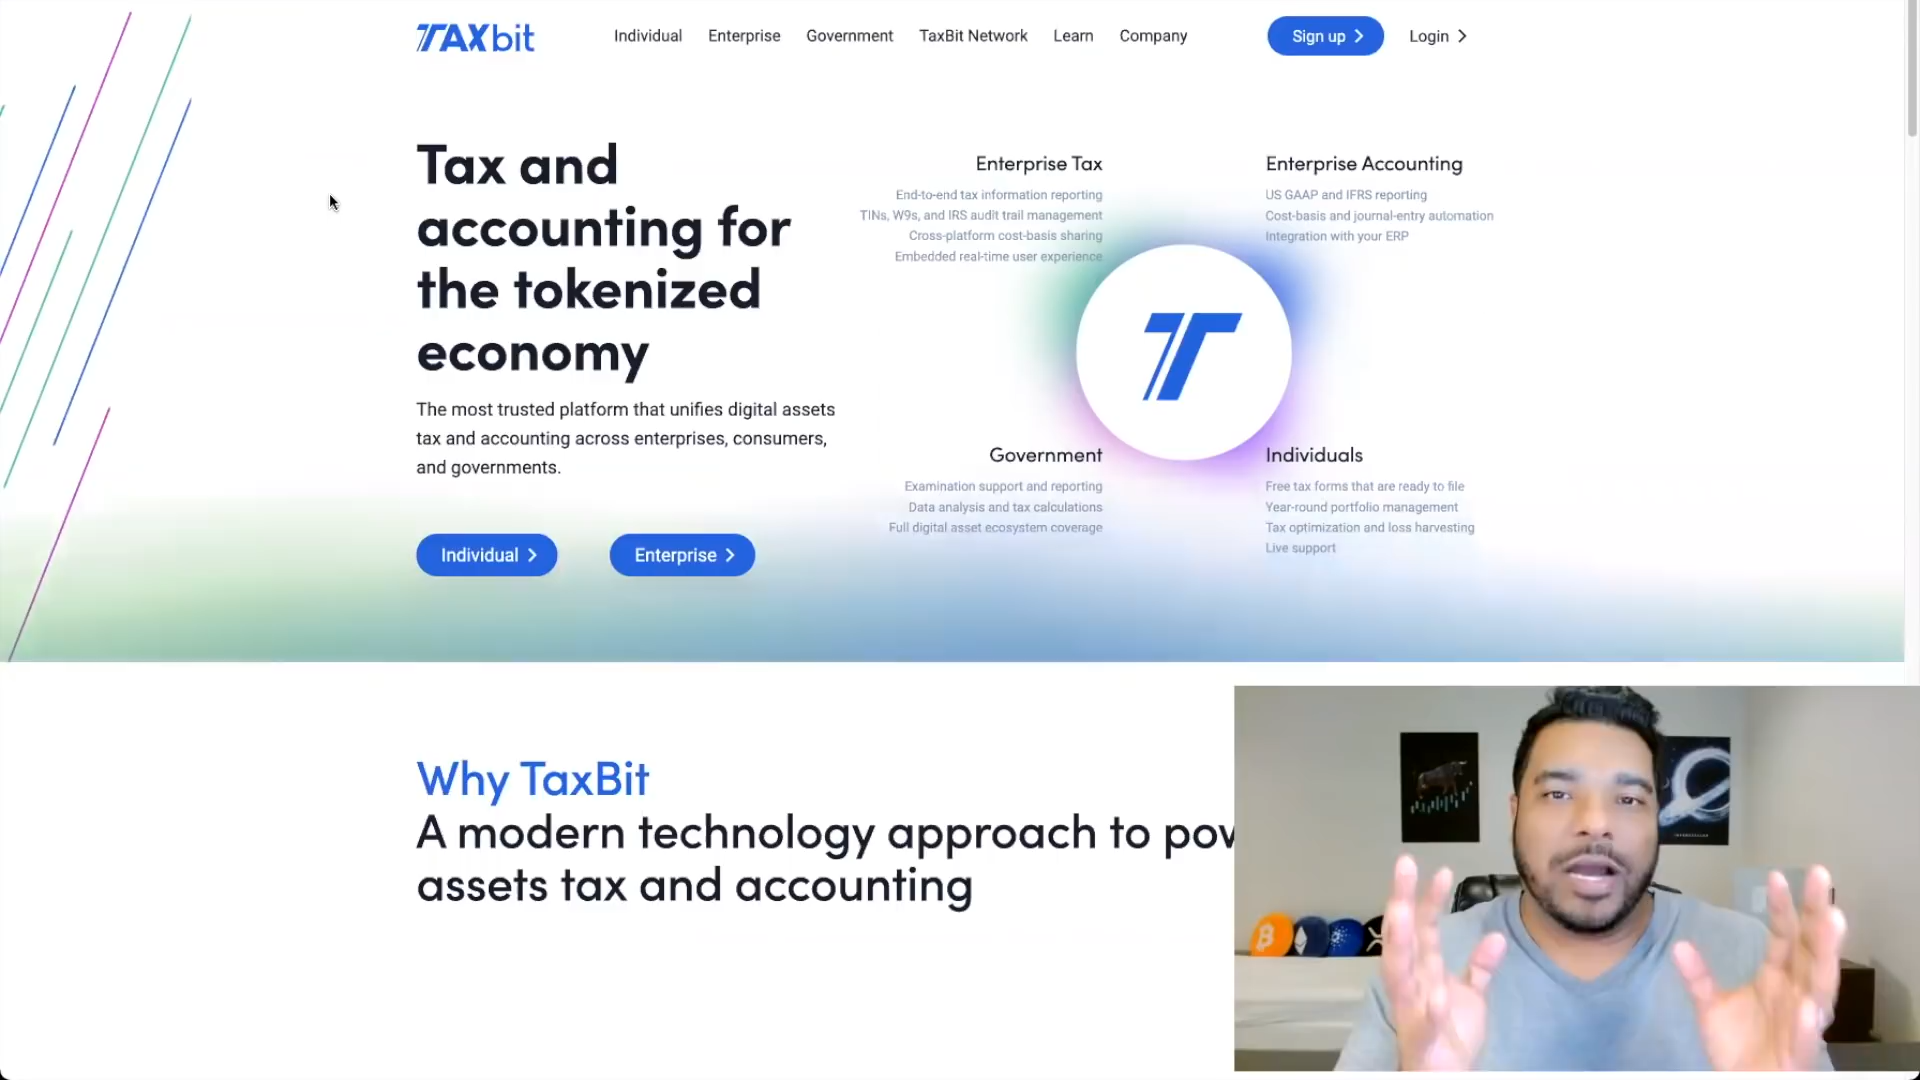 TAXbit
Individual
Enterprise
Government
TaxBit Network
Learn
Company
Sign up
Login
Tax and
accounting for
the tokenized
economy
The most trusted platform that unifies digital assets
tax and accounting across enterprises, consumers,
and governments.
Individual
Enterprise
Enterprise Tax
End-to-end tax information reporting
TINs, W9s, and IRS audit trail management
Cross-platform cost-basis sharing
Embedded real-time user experience
Enterprise Accounting
US GAAP and IFRS reporting
Cost-basis and journal-entry automation
Integration with your ERP
Government
Examination support and reporting
Data analysis and tax calculations
Full digital asset ecosystem coverage
Individuals
Free tax forms that are ready to file
Year-round portfolio management
Tax optimization and loss harvesting
Live support
Why TaxBit
A modern technology approach to pow
assets tax and accounting